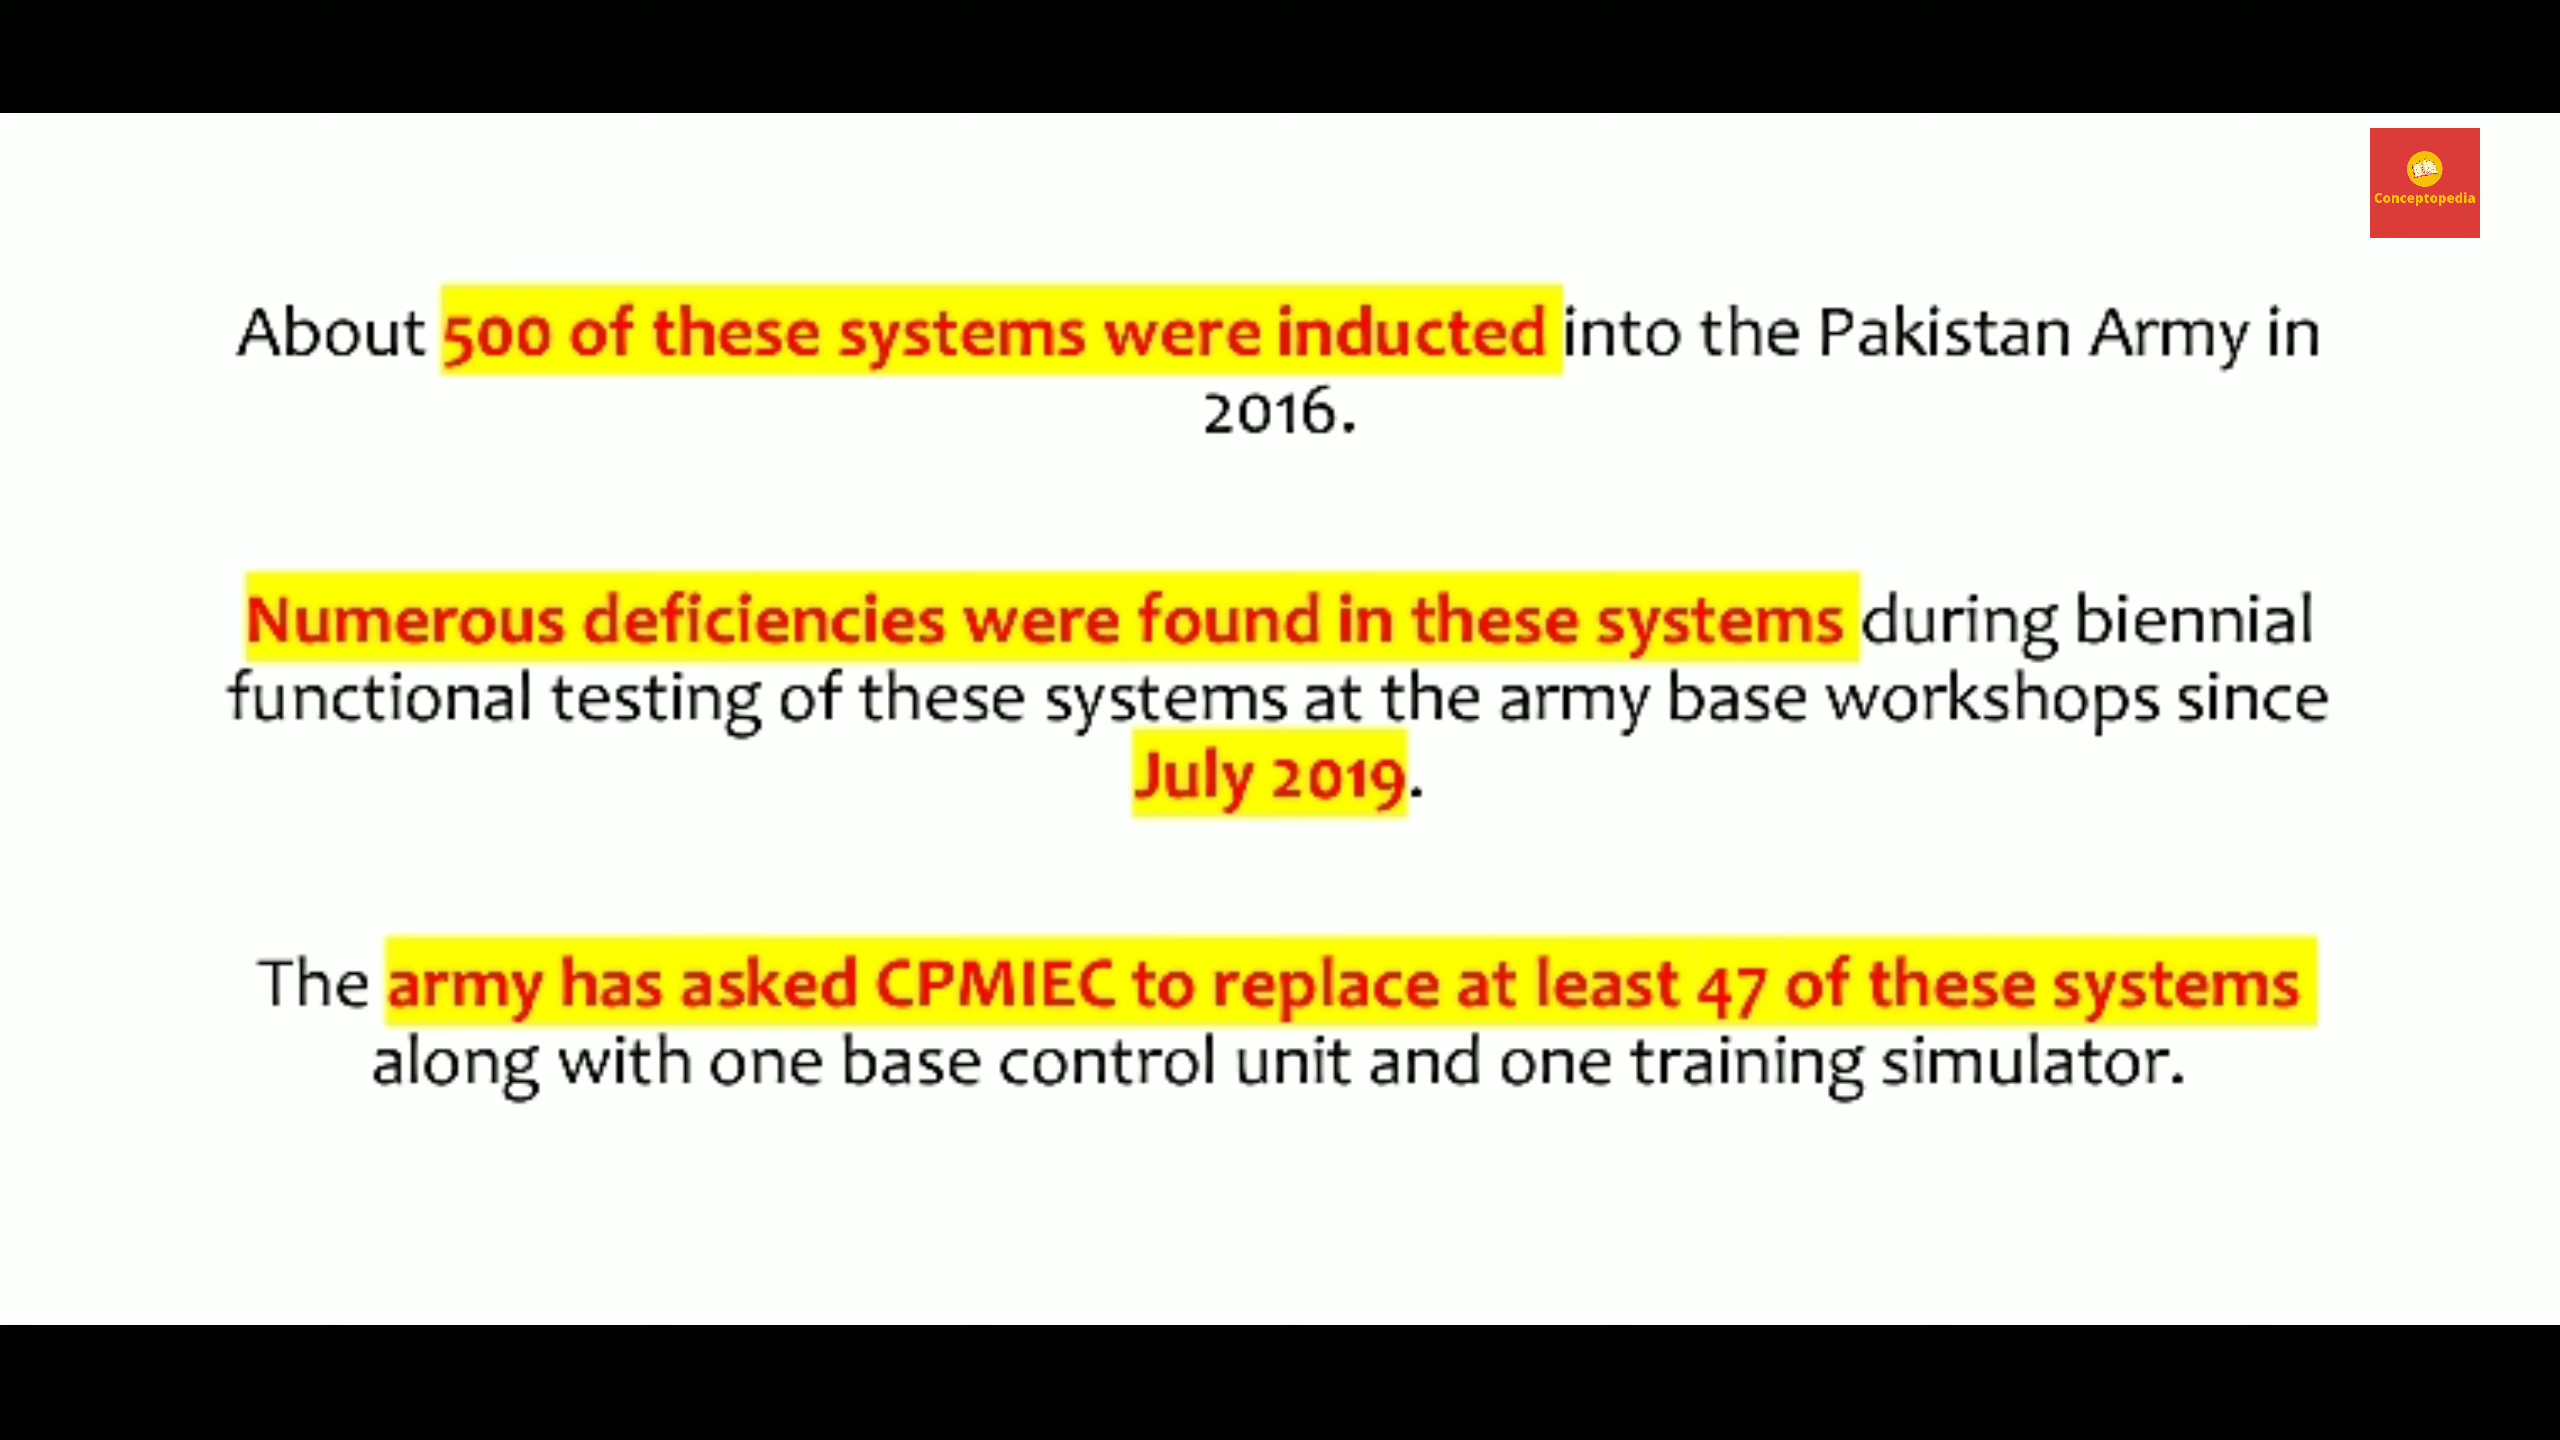 Conceptopedia
About 500 of these systems were inducted into the Pakistan Army in
2016.
Numerous deficiencies were found in these systems during biennial
functional testing of these systems at the army base workshops since
July 2019.
The army has asked CPMIEC to replace at least 47 of these systems
along with one base control unit and one training simulator.